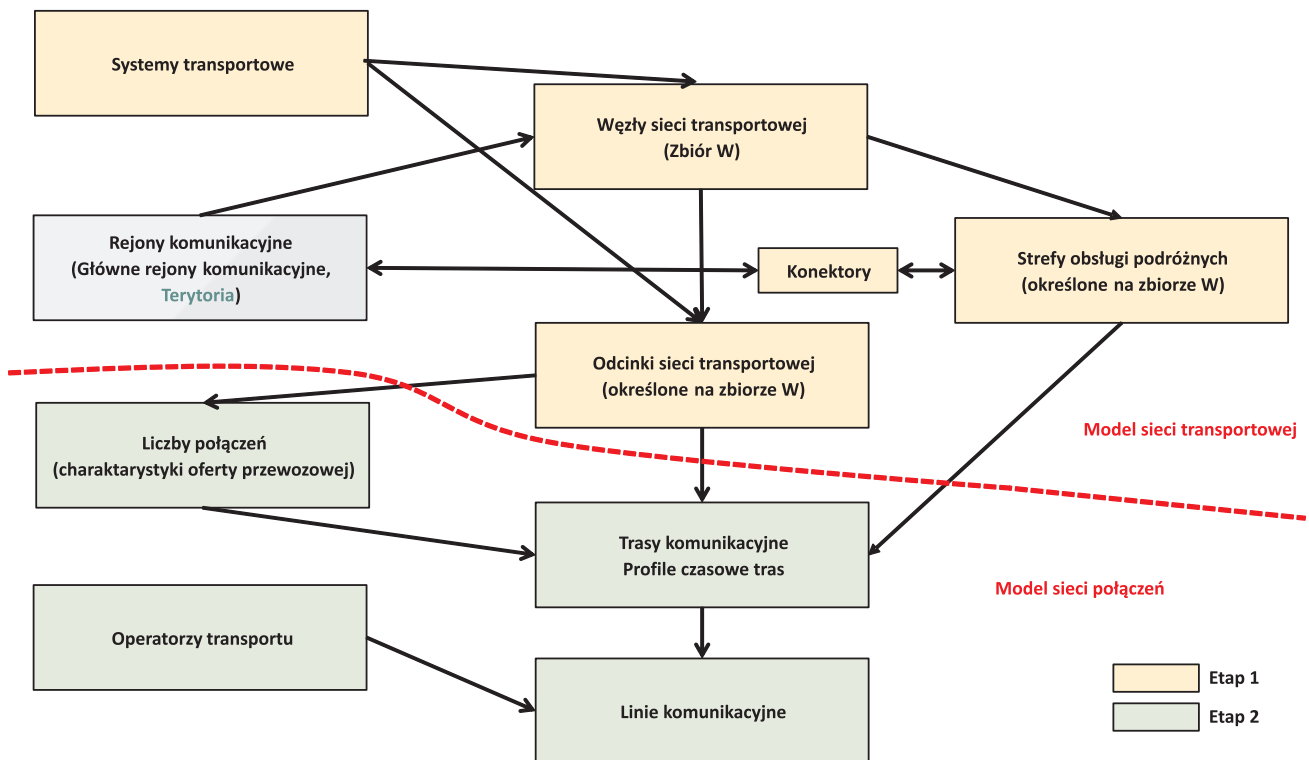 Systemy transportowe
Węzły sieci transportowej
(Zbiór W)
Rejony komunikacyjne
(Główne rejony komunikacyjne,
Terytoria)
Konektory
Strefy obsługi podróżnych
(określone na zbiorze W)
Odcinki sieci transportowej
(określone na zbiorze W)
Liczby połączeń
(charaktarystyki oferty przewozowej)
Model sieci transportowej
Trasy komunikacyjne
Profile czasowe tras
Model sieci połączeń
Operatorzy transportu
Linie komunikacyjne
Etap 1
Etap 2